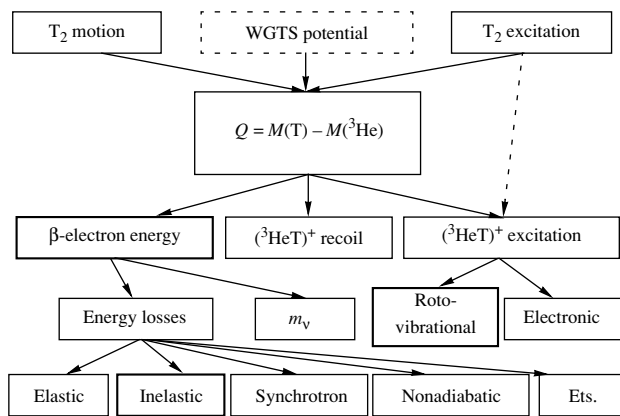 T₂ motion
WGTS potential
T₂ excitation
Q = M(T) – M(³He)
β-electron energy
(³HeT)⁺ recoil
(³HeT)⁺ excitation
Energy losses
mᵥ
Roto-
vibrational
Electronic
Elastic
Inelastic
Synchrotron
Nonadiabatic
Ets.